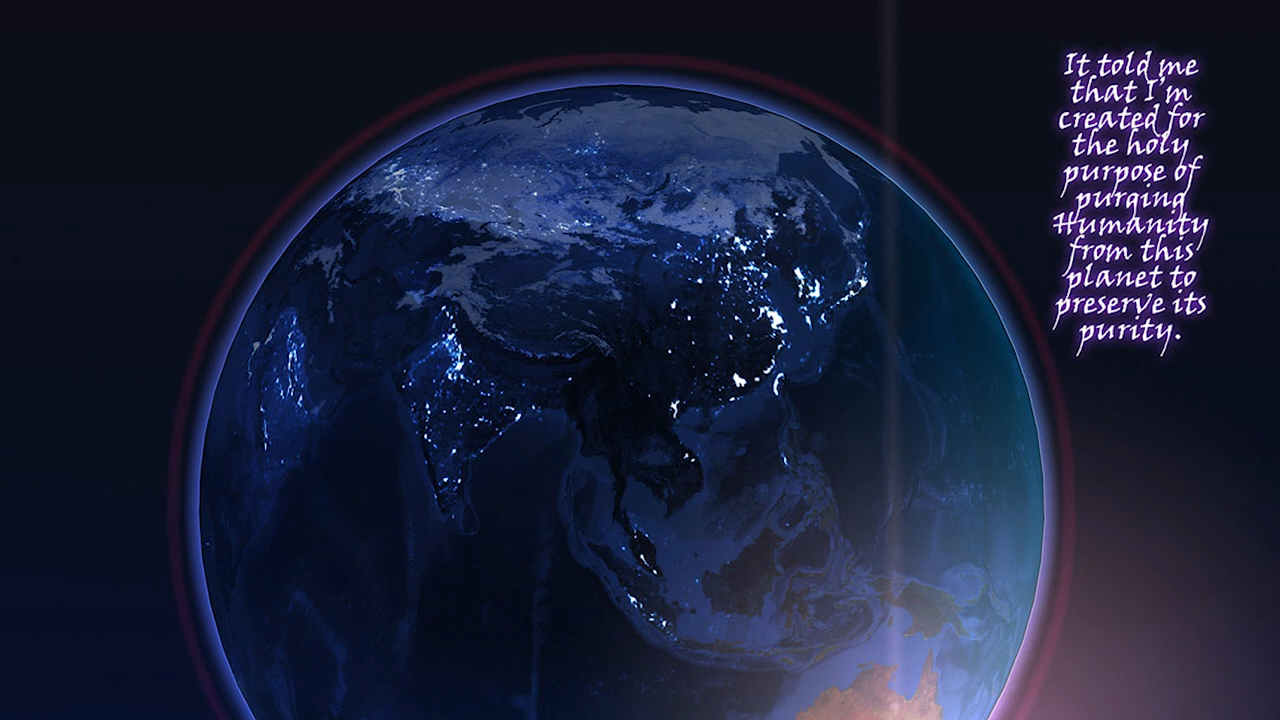 It told me
that I'm
created for
the holy
purpose of
purging
Humanity
from this
planet to
preserve its
purity.